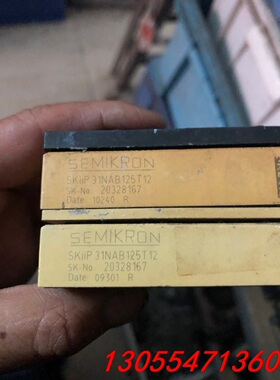 SEMIKRON
SKiiP 31NAB125T12
SK-No. 20328167
Date: 10240 R
SEMIKRON
SKiiP 31NAB125T12
SK-No. 20328167
Date: 09301 R
13055471360